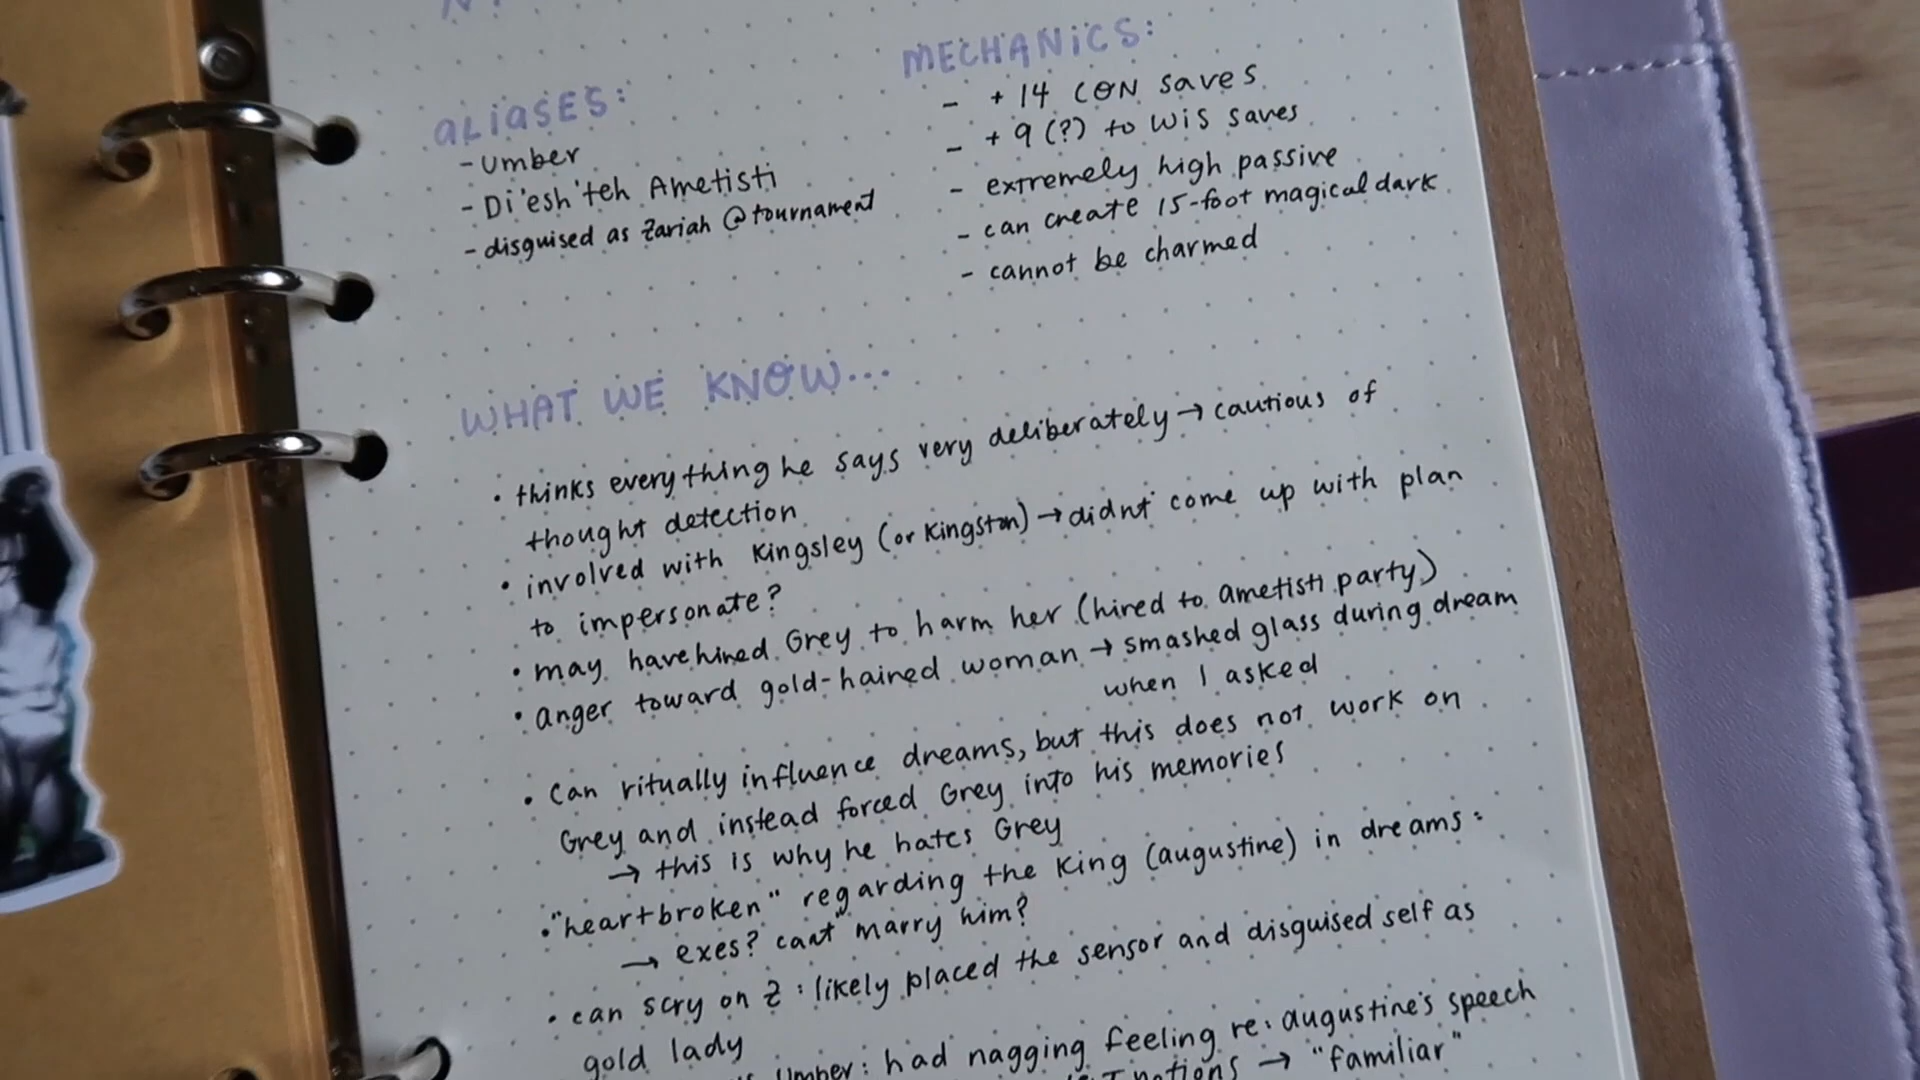 ALIASES:
- Umber
- Di'esh'teh Ametisti
- disguised as Zariah @tournament
MECHANICS:
- + 14 CON saves
- + 9 (?) to WIS saves
- extremely high passive
- can create 15-foot magical dark
- cannot be charmed
WHAT WE KNOW...
• thinks everything he says very deliberately → cautious of
thought detection
• involved with Kingsley (or Kingston) → didnt come up with plan
to impersonate?
• may have hired Grey to harm her (hired to ametisti party)
• anger toward gold-haired woman → smashed glass during dream
when I asked
• can ritually influence dreams, but this does not work on
Grey and instead forced Grey into his memories
→ this is why he hates Grey
• "heartbroken" regarding the King (augustine) in dreams:
→ exes? "cant" marry him?
• can scry on Z : likely placed the sensor and disguised self as
gold lady
Umber: had nagging feeling re: augustine's speech
→ "familiar"